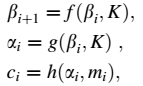 βᵢ₊₁ = f(βᵢ, K),
αᵢ = g(βᵢ, K) ,
cᵢ = h(αᵢ, mᵢ),